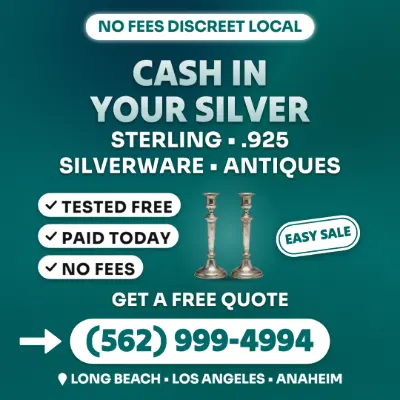 NO FEES DISCREET LOCAL
CASH IN
YOUR SILVER
STERLING ▪ .925
SILVERWARE ▪ ANTIQUES
✓ TESTED FREE
✓ PAID TODAY
✓ NO FEES
EASY SALE
GET A FREE QUOTE
(562) 999-4994
LONG BEACH ▪ LOS ANGELES ▪ ANAHEIM